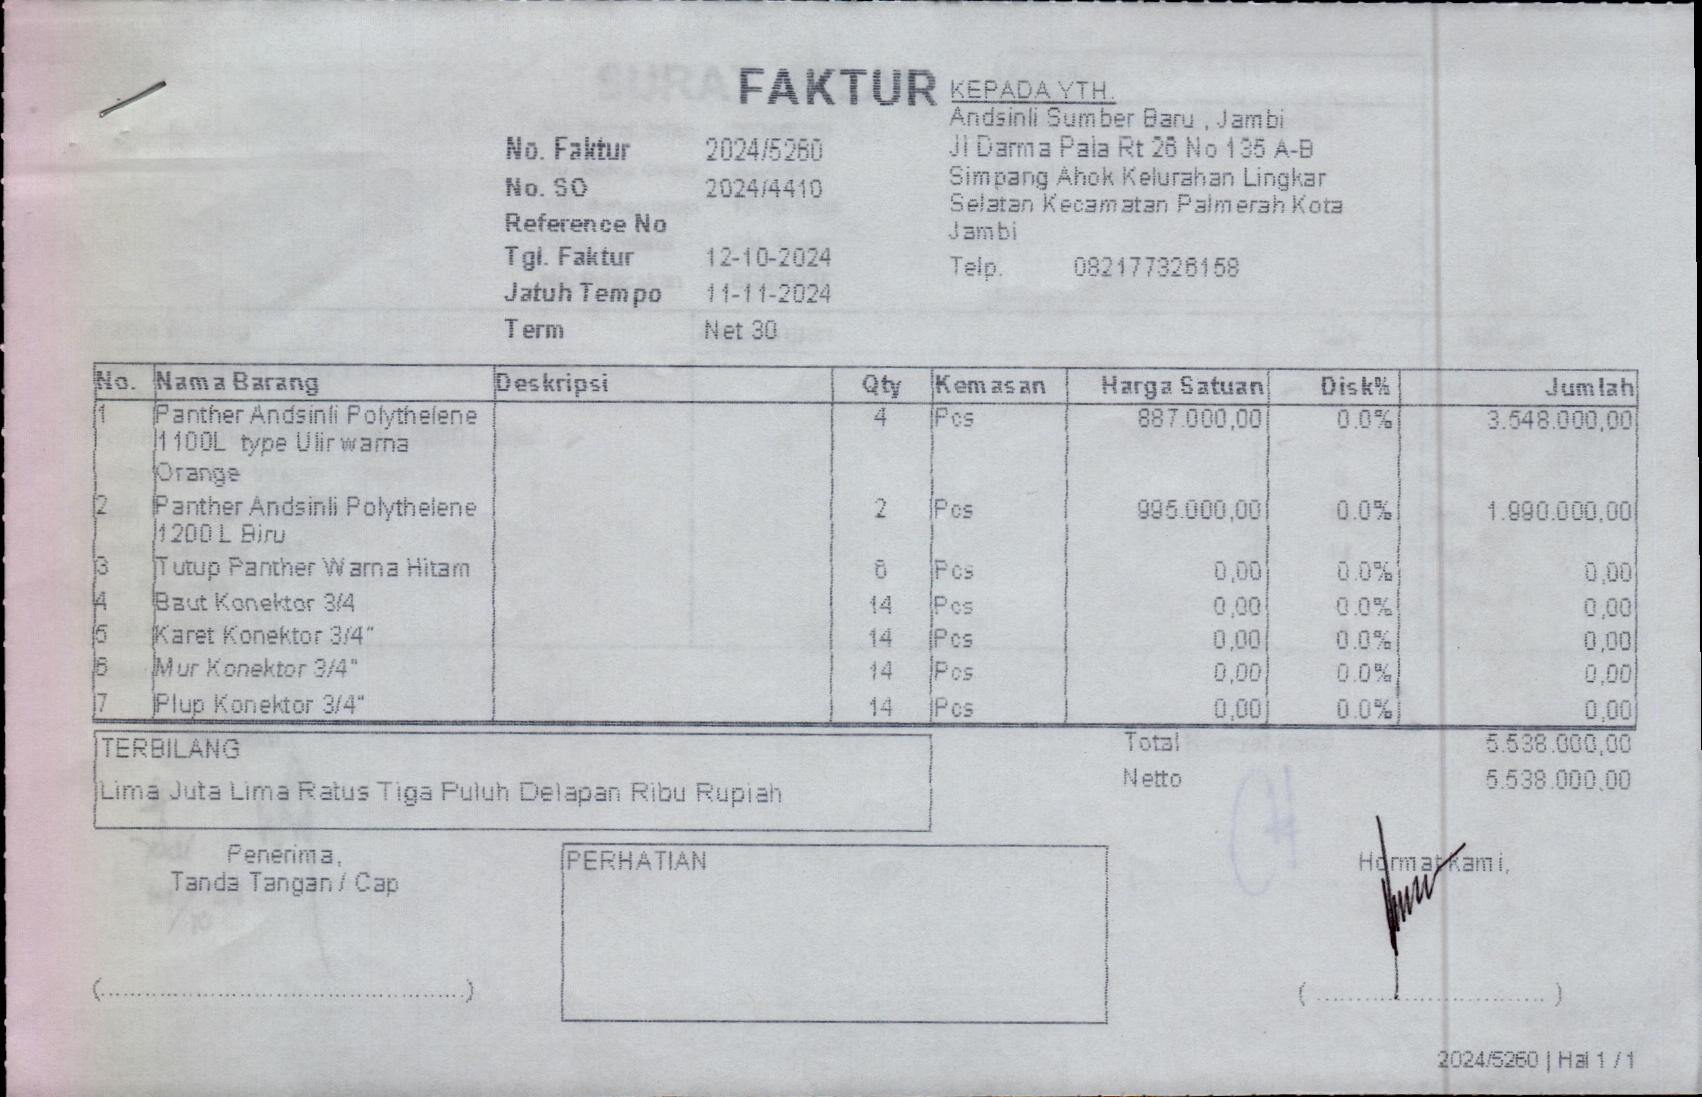 FAKTUR
No. Faktur 2024/5260
No. SO 2024/4410
Reference No
Tgl. Faktur 12-10-2024
Jatuh Tempo 11-11-2024
Term Net 30
KEPADA YTH.
Andsinli Sumber Baru , Jambi
Jl Darma Pala Rt 26 No 135 A-B
Simpang Ahok Kelurahan Lingkar
Selatan Kecamatan Palmerah Kota
Jambi
Telp. 082177326158
No. Nama Barang Deskripsi Qty Kemasan Harga Satuan Disk% Jumlah
1 Panther Andsinli Polythelene 4 Pcs 887.000,00 0.0% 3.548.000,00
1100L type Ulir warna
Orange
2 Panther Andsinli Polythelene 2 Pcs 995.000,00 0.0% 1.990.000,00
1200 L Biru
3 Tutup Panther Warna Hitam 6 Pcs 0,00 0.0% 0,00
4 Baut Konektor 3/4 14 Pcs 0,00 0.0% 0,00
5 Karet Konektor 3/4" 14 Pcs 0,00 0.0% 0,00
6 Mur Konektor 3/4" 14 Pcs 0,00 0.0% 0,00
7 Plup Konektor 3/4" 14 Pcs 0,00 0.0% 0,00
Total 5.538.000,00
Netto 5.538.000,00
TERBILANG
Lima Juta Lima Ratus Tiga Puluh Delapan Ribu Rupiah
Penerima,
Tanda Tangan / Cap
(..............................................)
PERHATIAN
Hormat Kami,
( ............................. )
2024/5260 | Hal 1 / 1